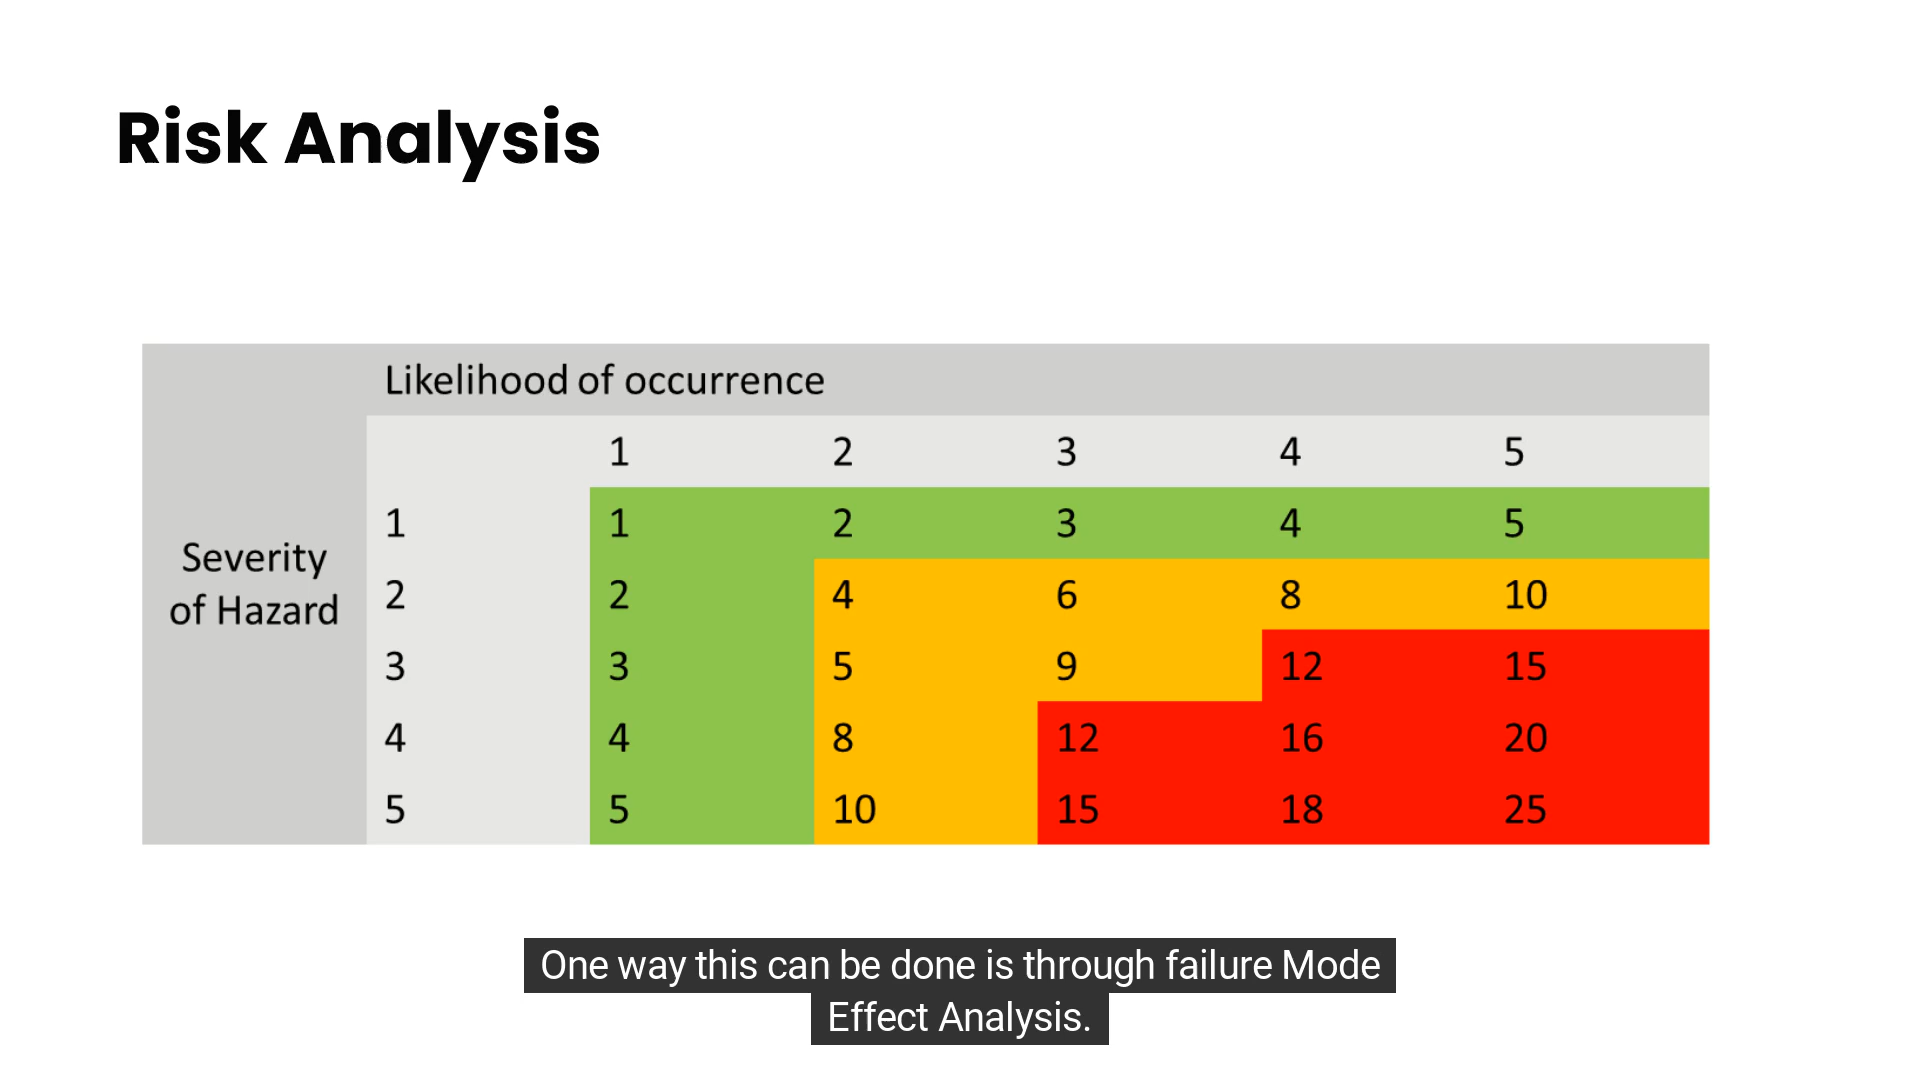 Risk Analysis
Likelihood of occurrence
1 2 3 4 5
Severity
of Hazard
1 1 2 3 4 5
2 2 4 6 8 10
3 3 5 9 12 15
4 4 8 12 16 20
5 5 10 15 18 25
One way this can be done is through failure Mode
Effect Analysis.